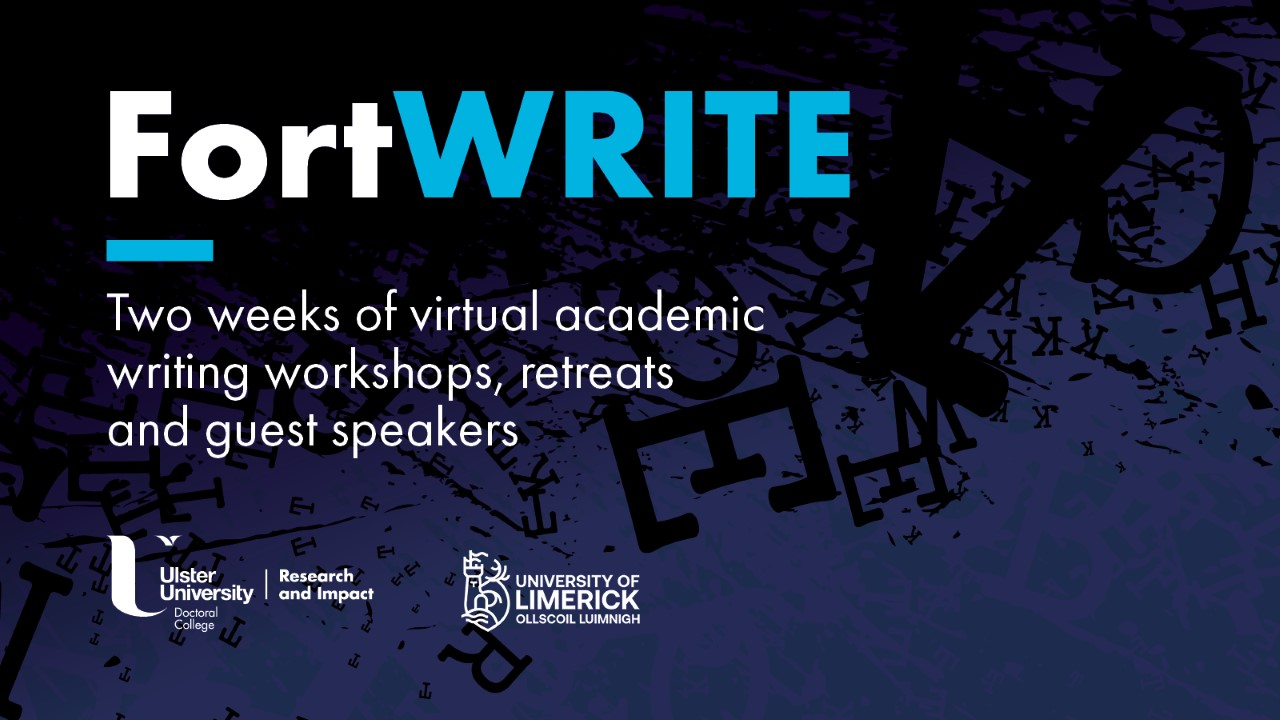 FortWRITE
Two weeks of virtual academic
writing workshops, retreats
and guest speakers
Ulster
University
Doctoral
College
Research
and Impact
UNIVERSITY OF
LIMERICK
OLLSCOIL LUIMNIGH